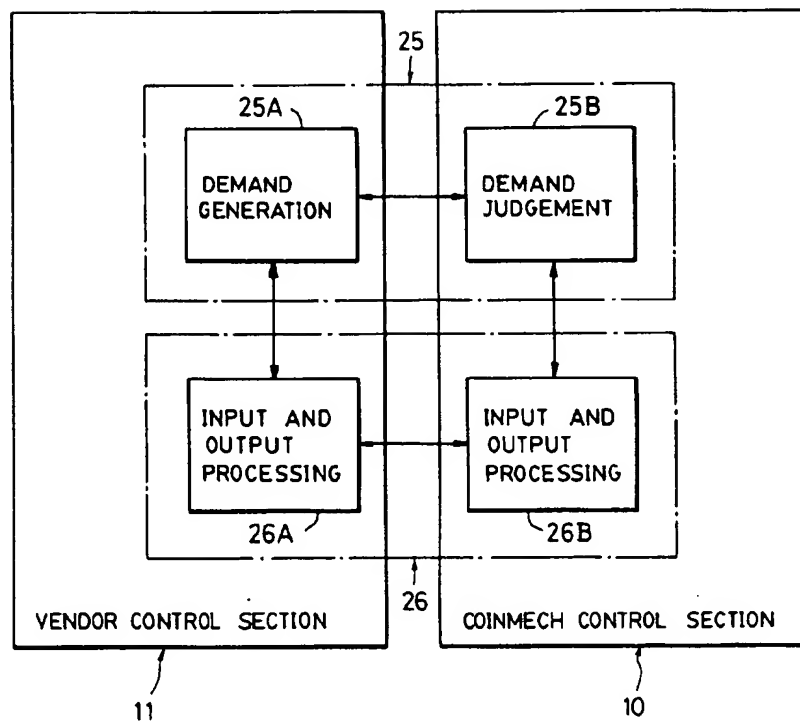 25
25A
25B
DEMAND
GENERATION
DEMAND
JUDGEMENT
INPUT AND
OUTPUT
PROCESSING
INPUT AND
OUTPUT
PROCESSING
26A
26B
26
VENDOR CONTROL SECTION
COINMECH CONTROL SECTION
11
10